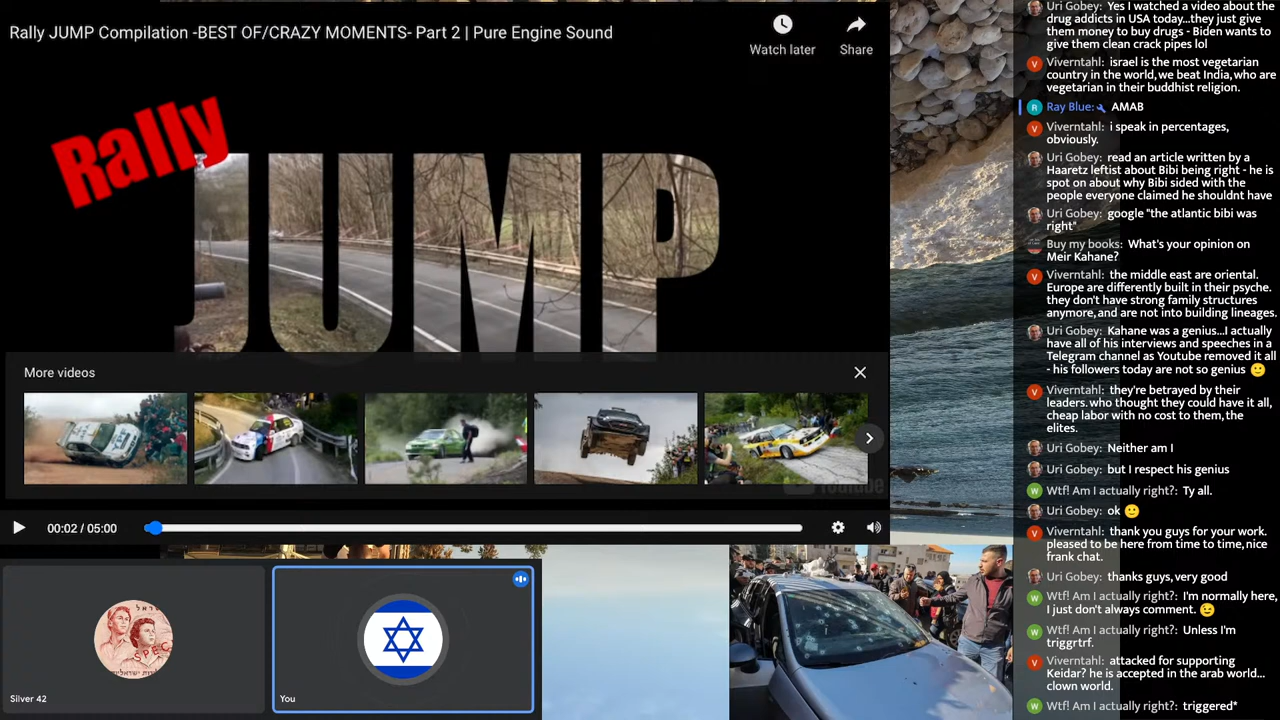 Rally JUMP Compilation -BEST OF/CRAZY MOMENTS- Part 2 | Pure Engine Sound
Watch later
Share
Rally
JUMP
More videos
YouTube
00:02 / 05:00
Silver 42
You
Uri Gobey: Yes I watched a video about the
drug addicts in USA today...they just give
them money to buy drugs - Biden wants to
give them clean crack pipes lol
V
Viverntahl: israel is the most vegetarian
country in the world, we beat India, who are
vegetarian in their buddhist religion.
R
Ray Blue: AMAB
V
Viverntahl: i speak in percentages,
obviously.
Uri Gobey: read an article written by a
Haaretz leftist about Bibi being right - he is
spot on about why Bibi sided with the
people everyone claimed he shouldnt have
Uri Gobey: google "the atlantic bibi was
right"
Buy my books: What's your opinion on
Meir Kahane?
V
Viverntahl: the middle east are oriental.
Europe are differently built in their psyche.
they don't have strong family structures
anymore, and are not into building lineages.
Uri Gobey: Kahane was a genius...I actually
have all of his interviews and speeches in a
Telegram channel as Youtube removed it all
- his followers today are not so genius 🙂
V
Viverntahl: they're betrayed by their
leaders. who thought they could have it all,
cheap labor with no cost to them, the
elites.
Uri Gobey: Neither am I
Uri Gobey: but I respect his genius
W
Wtf! Am I actually right?: Ty all.
Uri Gobey: ok 🙂
V
Viverntahl: thank you guys for your work.
pleased to be here from time to time, nice
frank chat.
Uri Gobey: thanks guys, very good
W
Wtf! Am I actually right?: I'm normally here,
I just don't always comment. 😉
W
Wtf! Am I actually right?: Unless I'm
triggrtrf.
V
Viverntahl: attacked for supporting
Keidar? he is accepted in the arab world...
clown world.
W
Wtf! Am I actually right?: triggered*